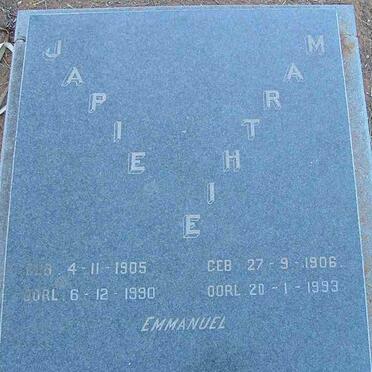 JAPIE
MARTHIE
GEB. 4-11-1905
OORL. 6-12-1990
GEB. 27-9-1906.
OORL. 20-1-1993
EMMANUEL